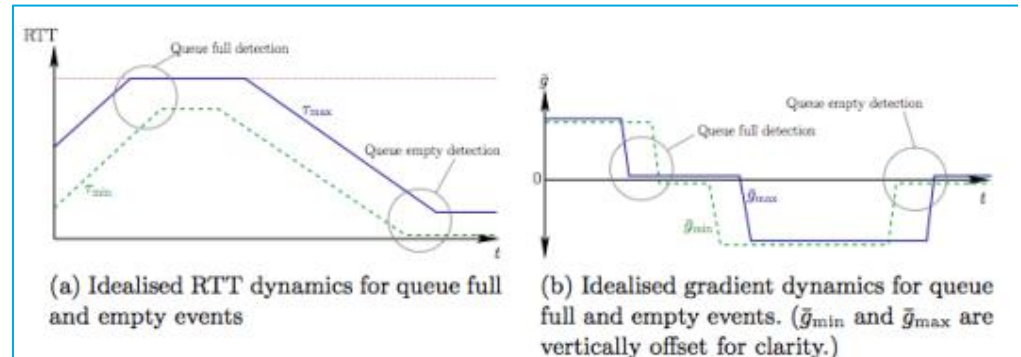 RTT
Queue full detection
τmax
Queue empty detection
τmin
t
(a) Idealised RTT dynamics for queue full
and empty events
ḡ
Queue empty detection
Queue full detection
0
t
ḡmax
ḡmin
(b) Idealised gradient dynamics for queue
full and empty events. (ḡmin and ḡmax are
vertically offset for clarity.)